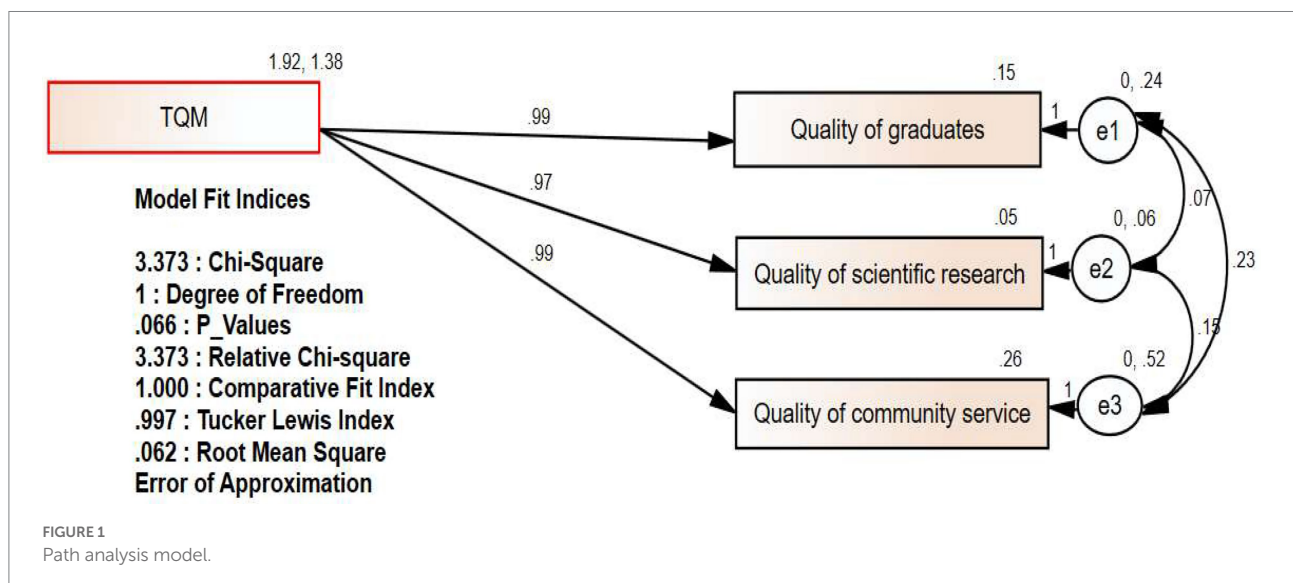 1.92, 1.38
TQM
.99
.97
.99
.15
Quality of graduates
1
0, .24
e1
.05
Quality of scientific research
1
0, .06
e2
.26
Quality of community service
1
0, .52
e3
.07
.23
.15
Model Fit Indices
3.373 : Chi-Square
1 : Degree of Freedom
.066 : P_Values
3.373 : Relative Chi-square
1.000 : Comparative Fit Index
.997 : Tucker Lewis Index
.062 : Root Mean Square
Error of Approximation
FIGURE 1
Path analysis model.